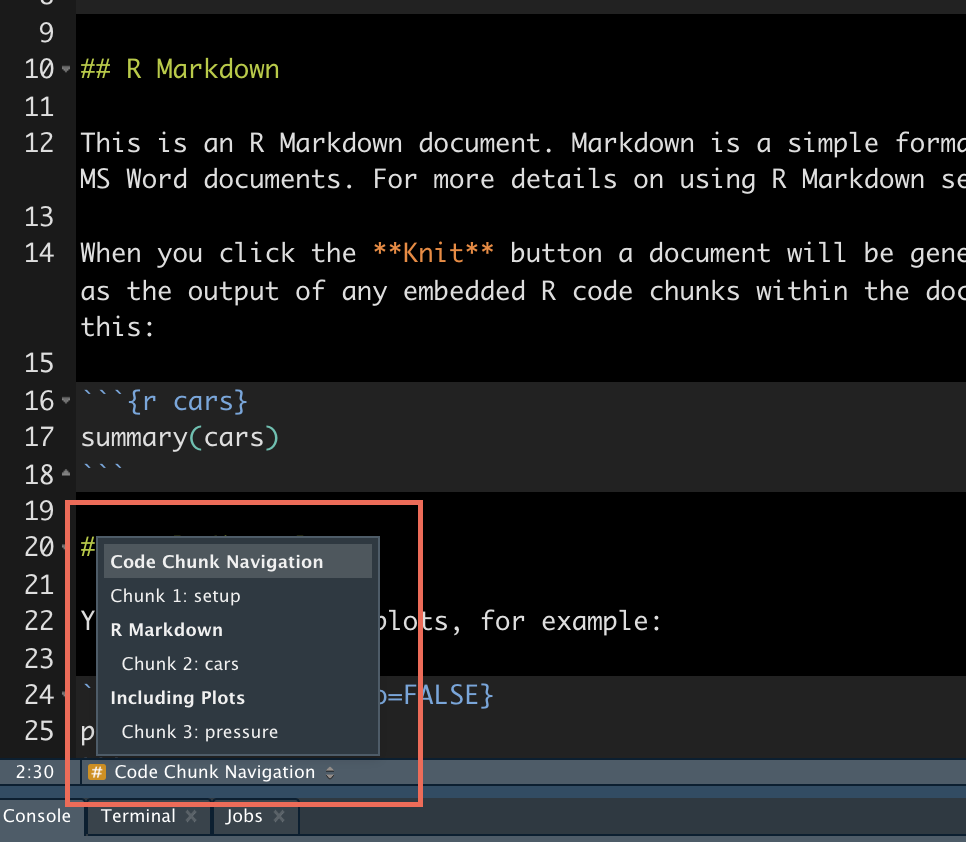 9
10 ## R Markdown
11
12 This is an R Markdown document. Markdown is a simple
MS Word documents. For more details on using R Markdown
13
14 When you click the **Knit** button a document will be
as the output of any embedded R code chunks within the
this:
15
16 ```{r cars}
17 summary(cars)
18 ```
19
20 #
21
22 Y plots, for example:
23
24 ` =FALSE}
25 p
Code Chunk Navigation
Chunk 1: setup
R Markdown
Chunk 2: cars
Including Plots
Chunk 3: pressure
2:30 # Code Chunk Navigation
Console Terminal Jobs